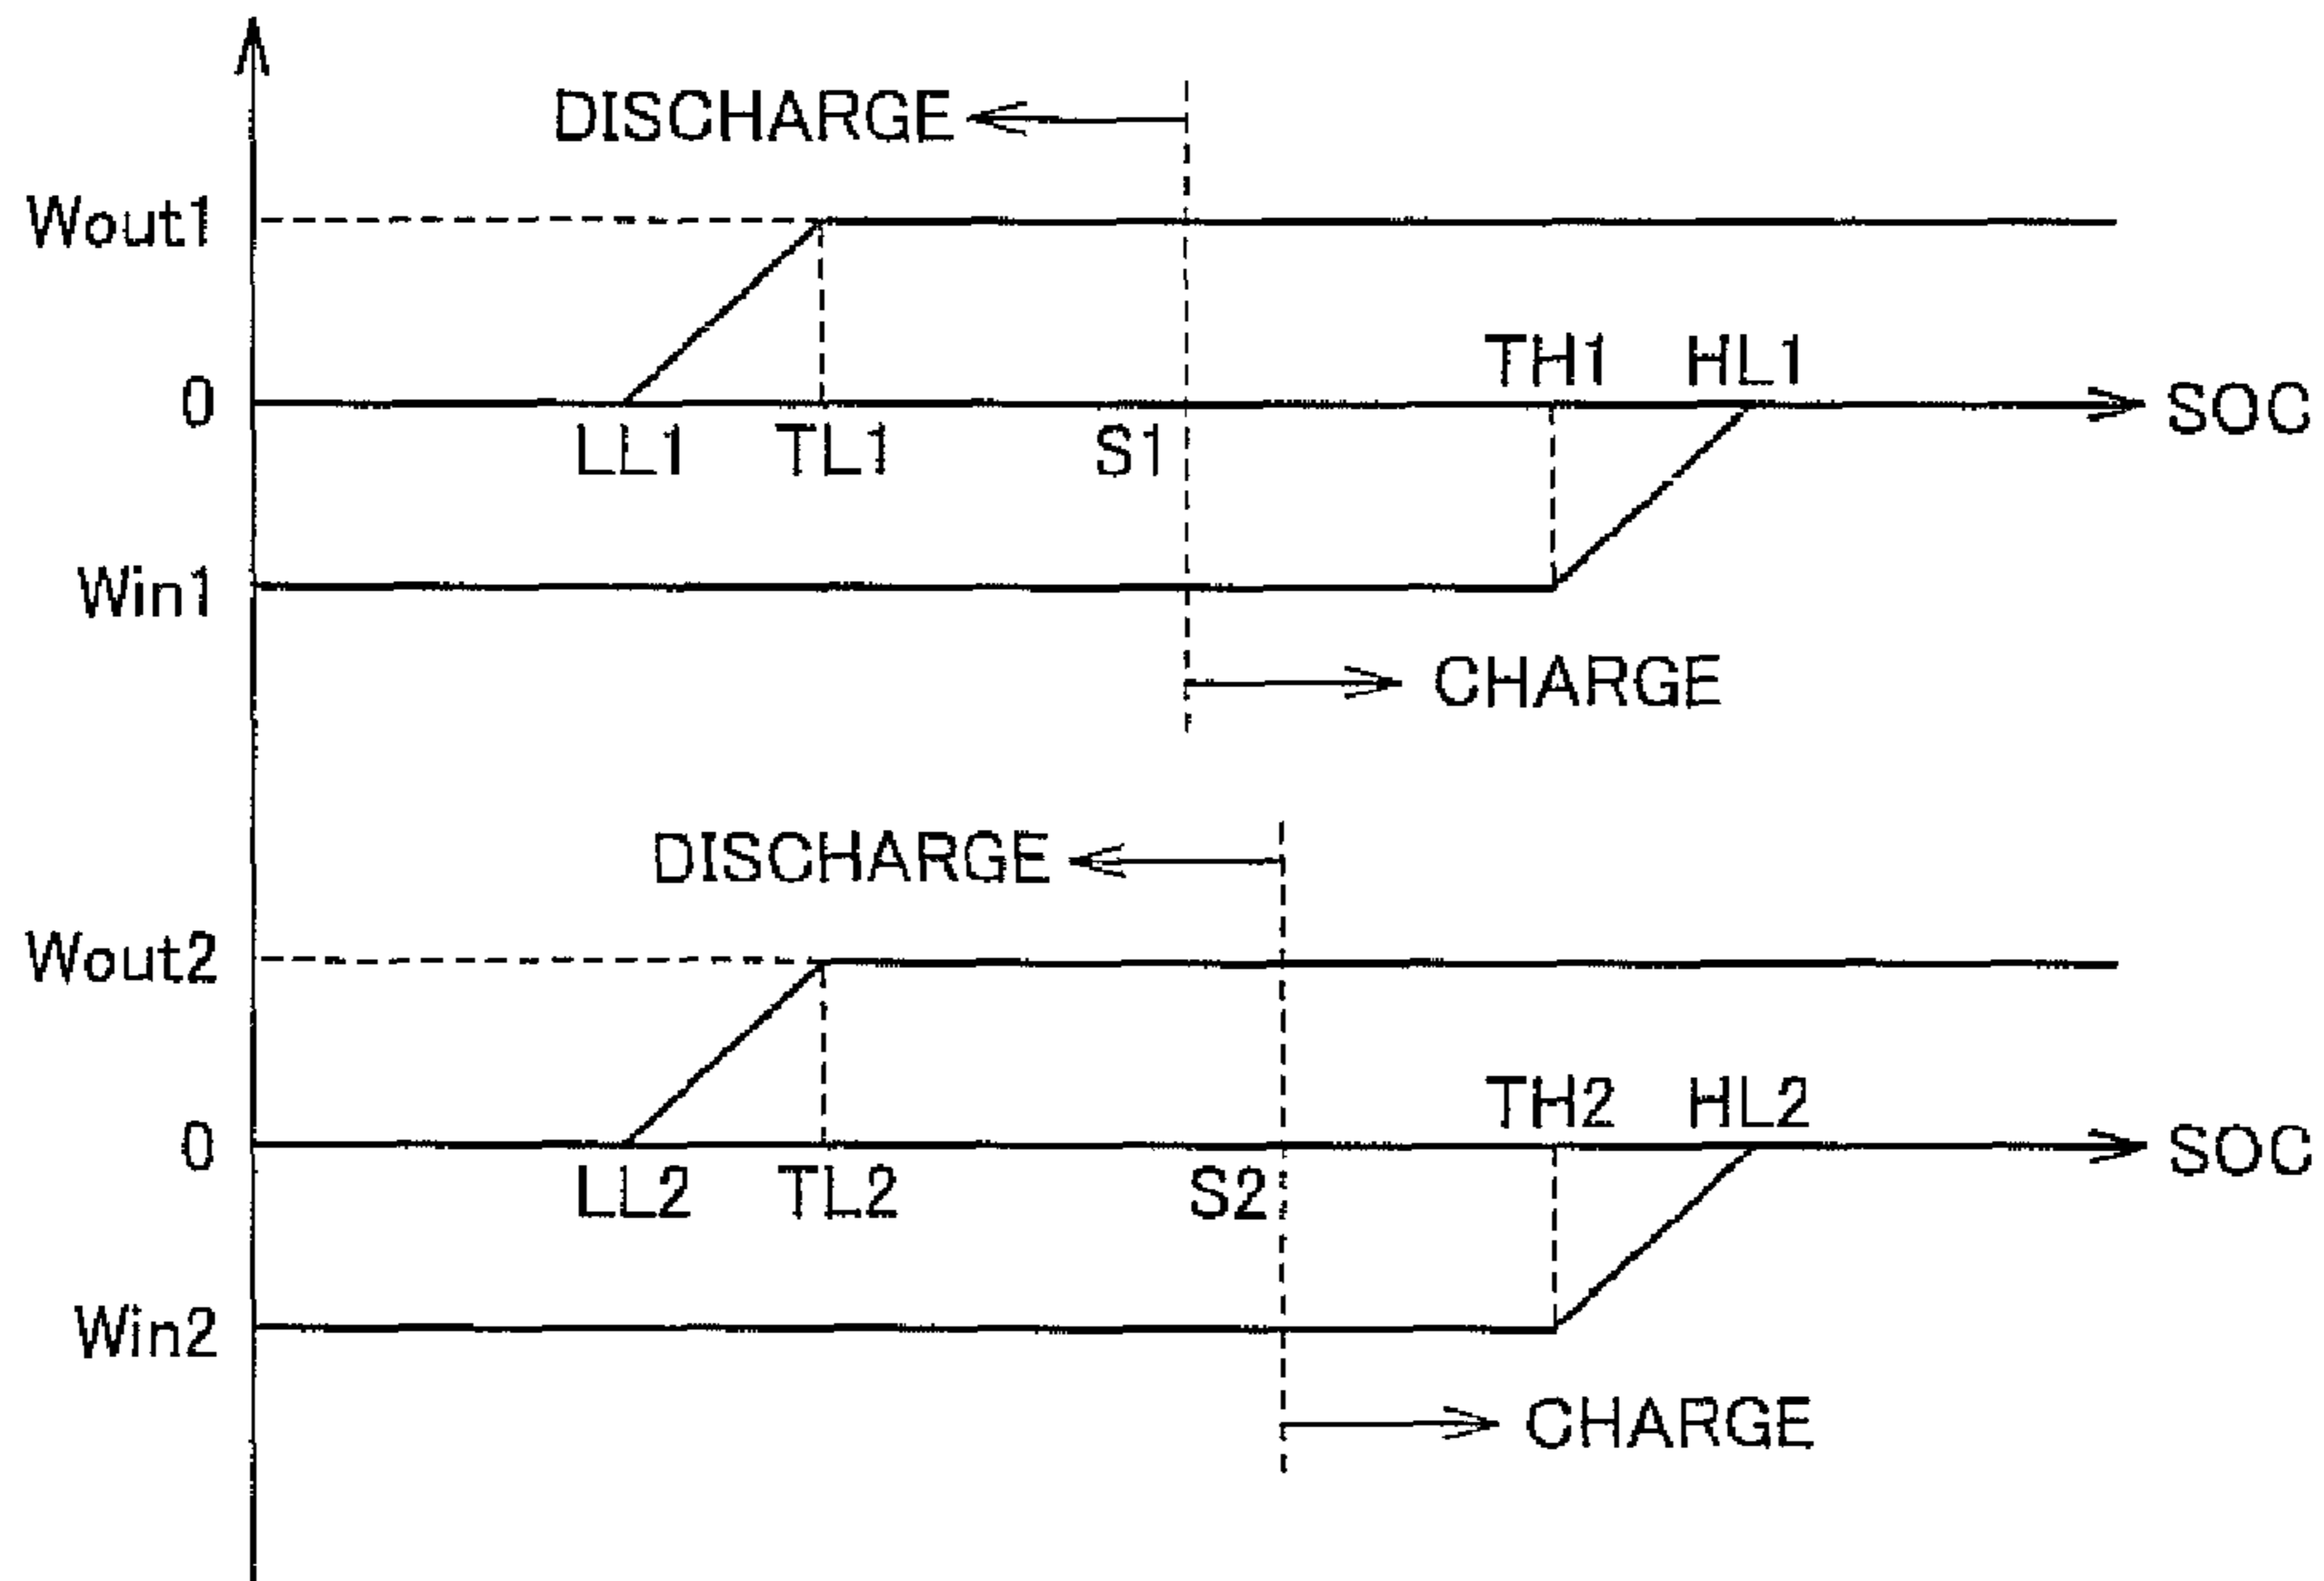 DISCHARGE
Wout1
TH1 HL1
0 SOC
LL1 TL1 S1
Win1
CHARGE
DISCHARGE
Wout2
TH2 HL2
0 SOC
LL2 TL2 S2
Win2
CHARGE